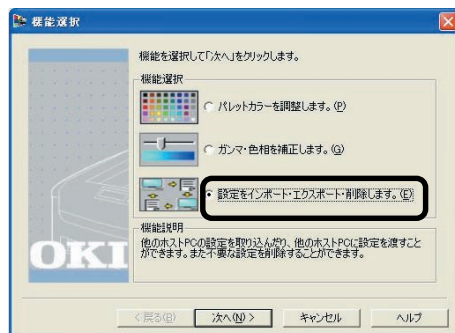 機能選択
機能を選択して「次へ」をクリックします。
機能選択
パレットカラーを調整します。(P)
ガンマ・色相を補正します。(G)
設定をインポート・エクスポート・削除します。(E)
機能説明
他のホストPCの設定を取り込んだり、他のホストPCに設定を渡すこと
ができます。また不要な設定を削除することができます。
OKI
< 戻る(B)
次へ(N) >
キャンセル
ヘルプ